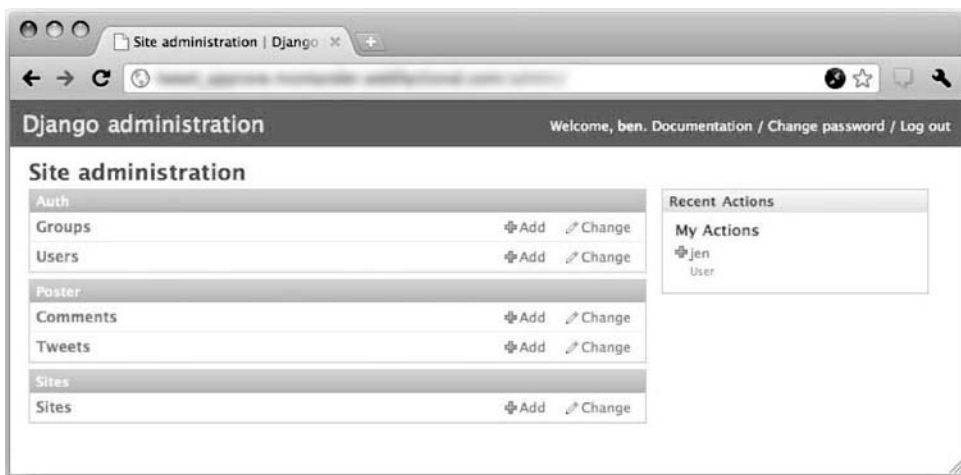 Site administration | Django
Django administration
Welcome, ben. Documentation / Change password / Log out
Site administration
Auth
Groups Add Change
Users Add Change
Poster
Comments Add Change
Tweets Add Change
Sites
Sites Add Change
Recent Actions
My Actions
jen
User